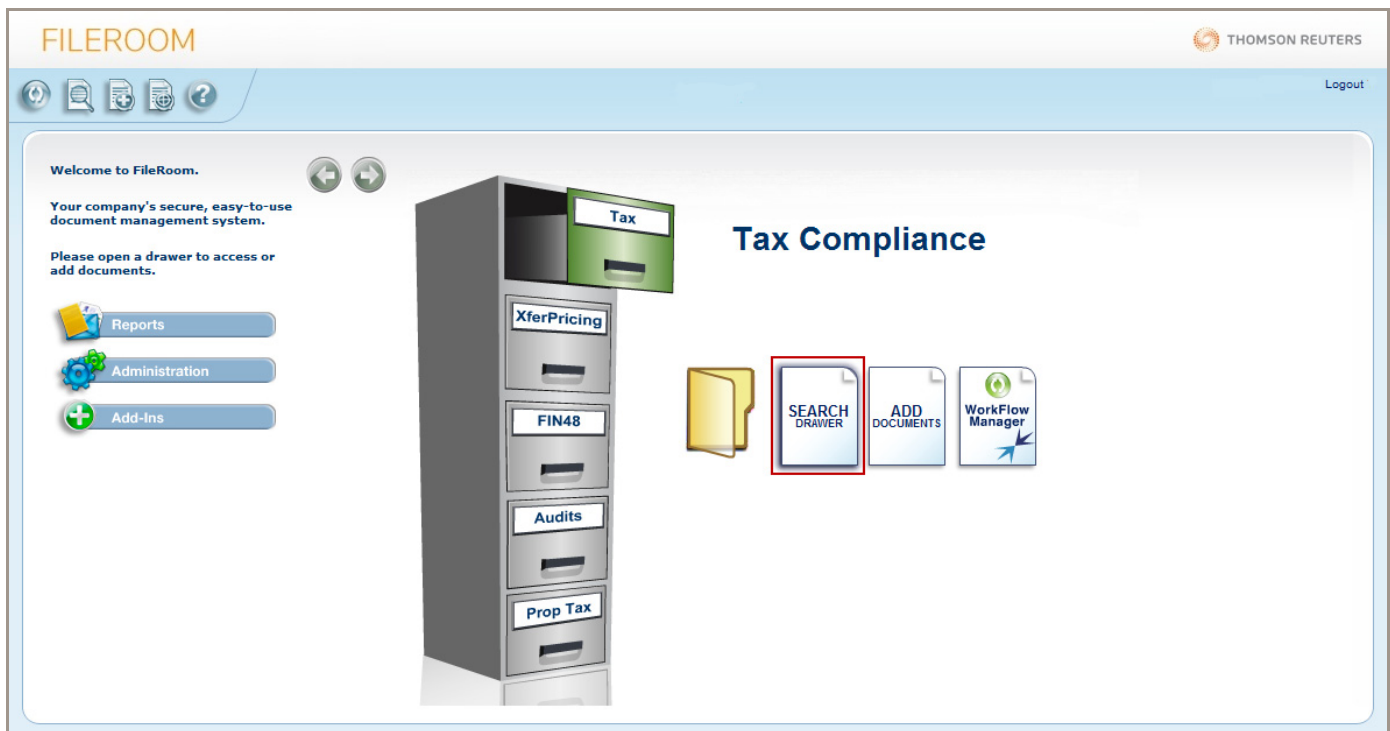 FILEROOM
THOMSON REUTERS
Logout
Welcome to FileRoom.
Your company's secure, easy-to-use
document management system.
Please open a drawer to access or
add documents.
Reports
Administration
Add-Ins
Tax
XferPricing
FIN48
Audits
Prop Tax
Tax Compliance
SEARCH
DRAWER
ADD
DOCUMENTS
WorkFlow
Manager